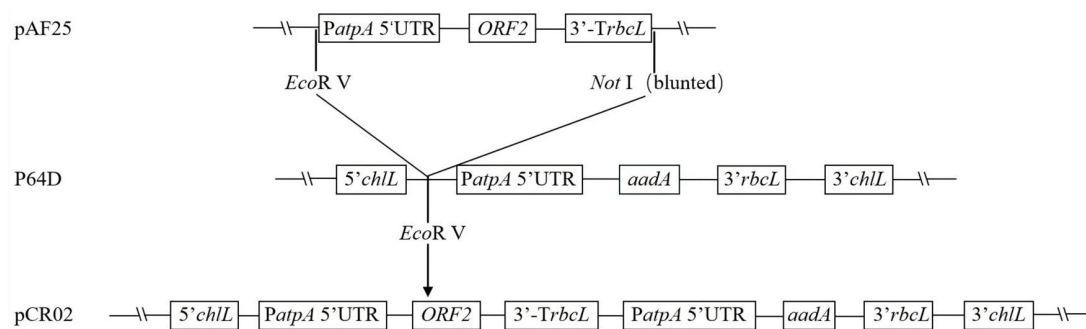 pAF25 PatpA 5'UTR ORF2 3'-TrbcL
EcoR V Not I (blunted)
P64D 5'chlL PatpA 5'UTR aadA 3'rbcL 3'chlL
EcoR V
pCR02 5'chlL PatpA 5'UTR ORF2 3'-TrbcL PatpA 5'UTR aadA 3'rbcL 3'chlL